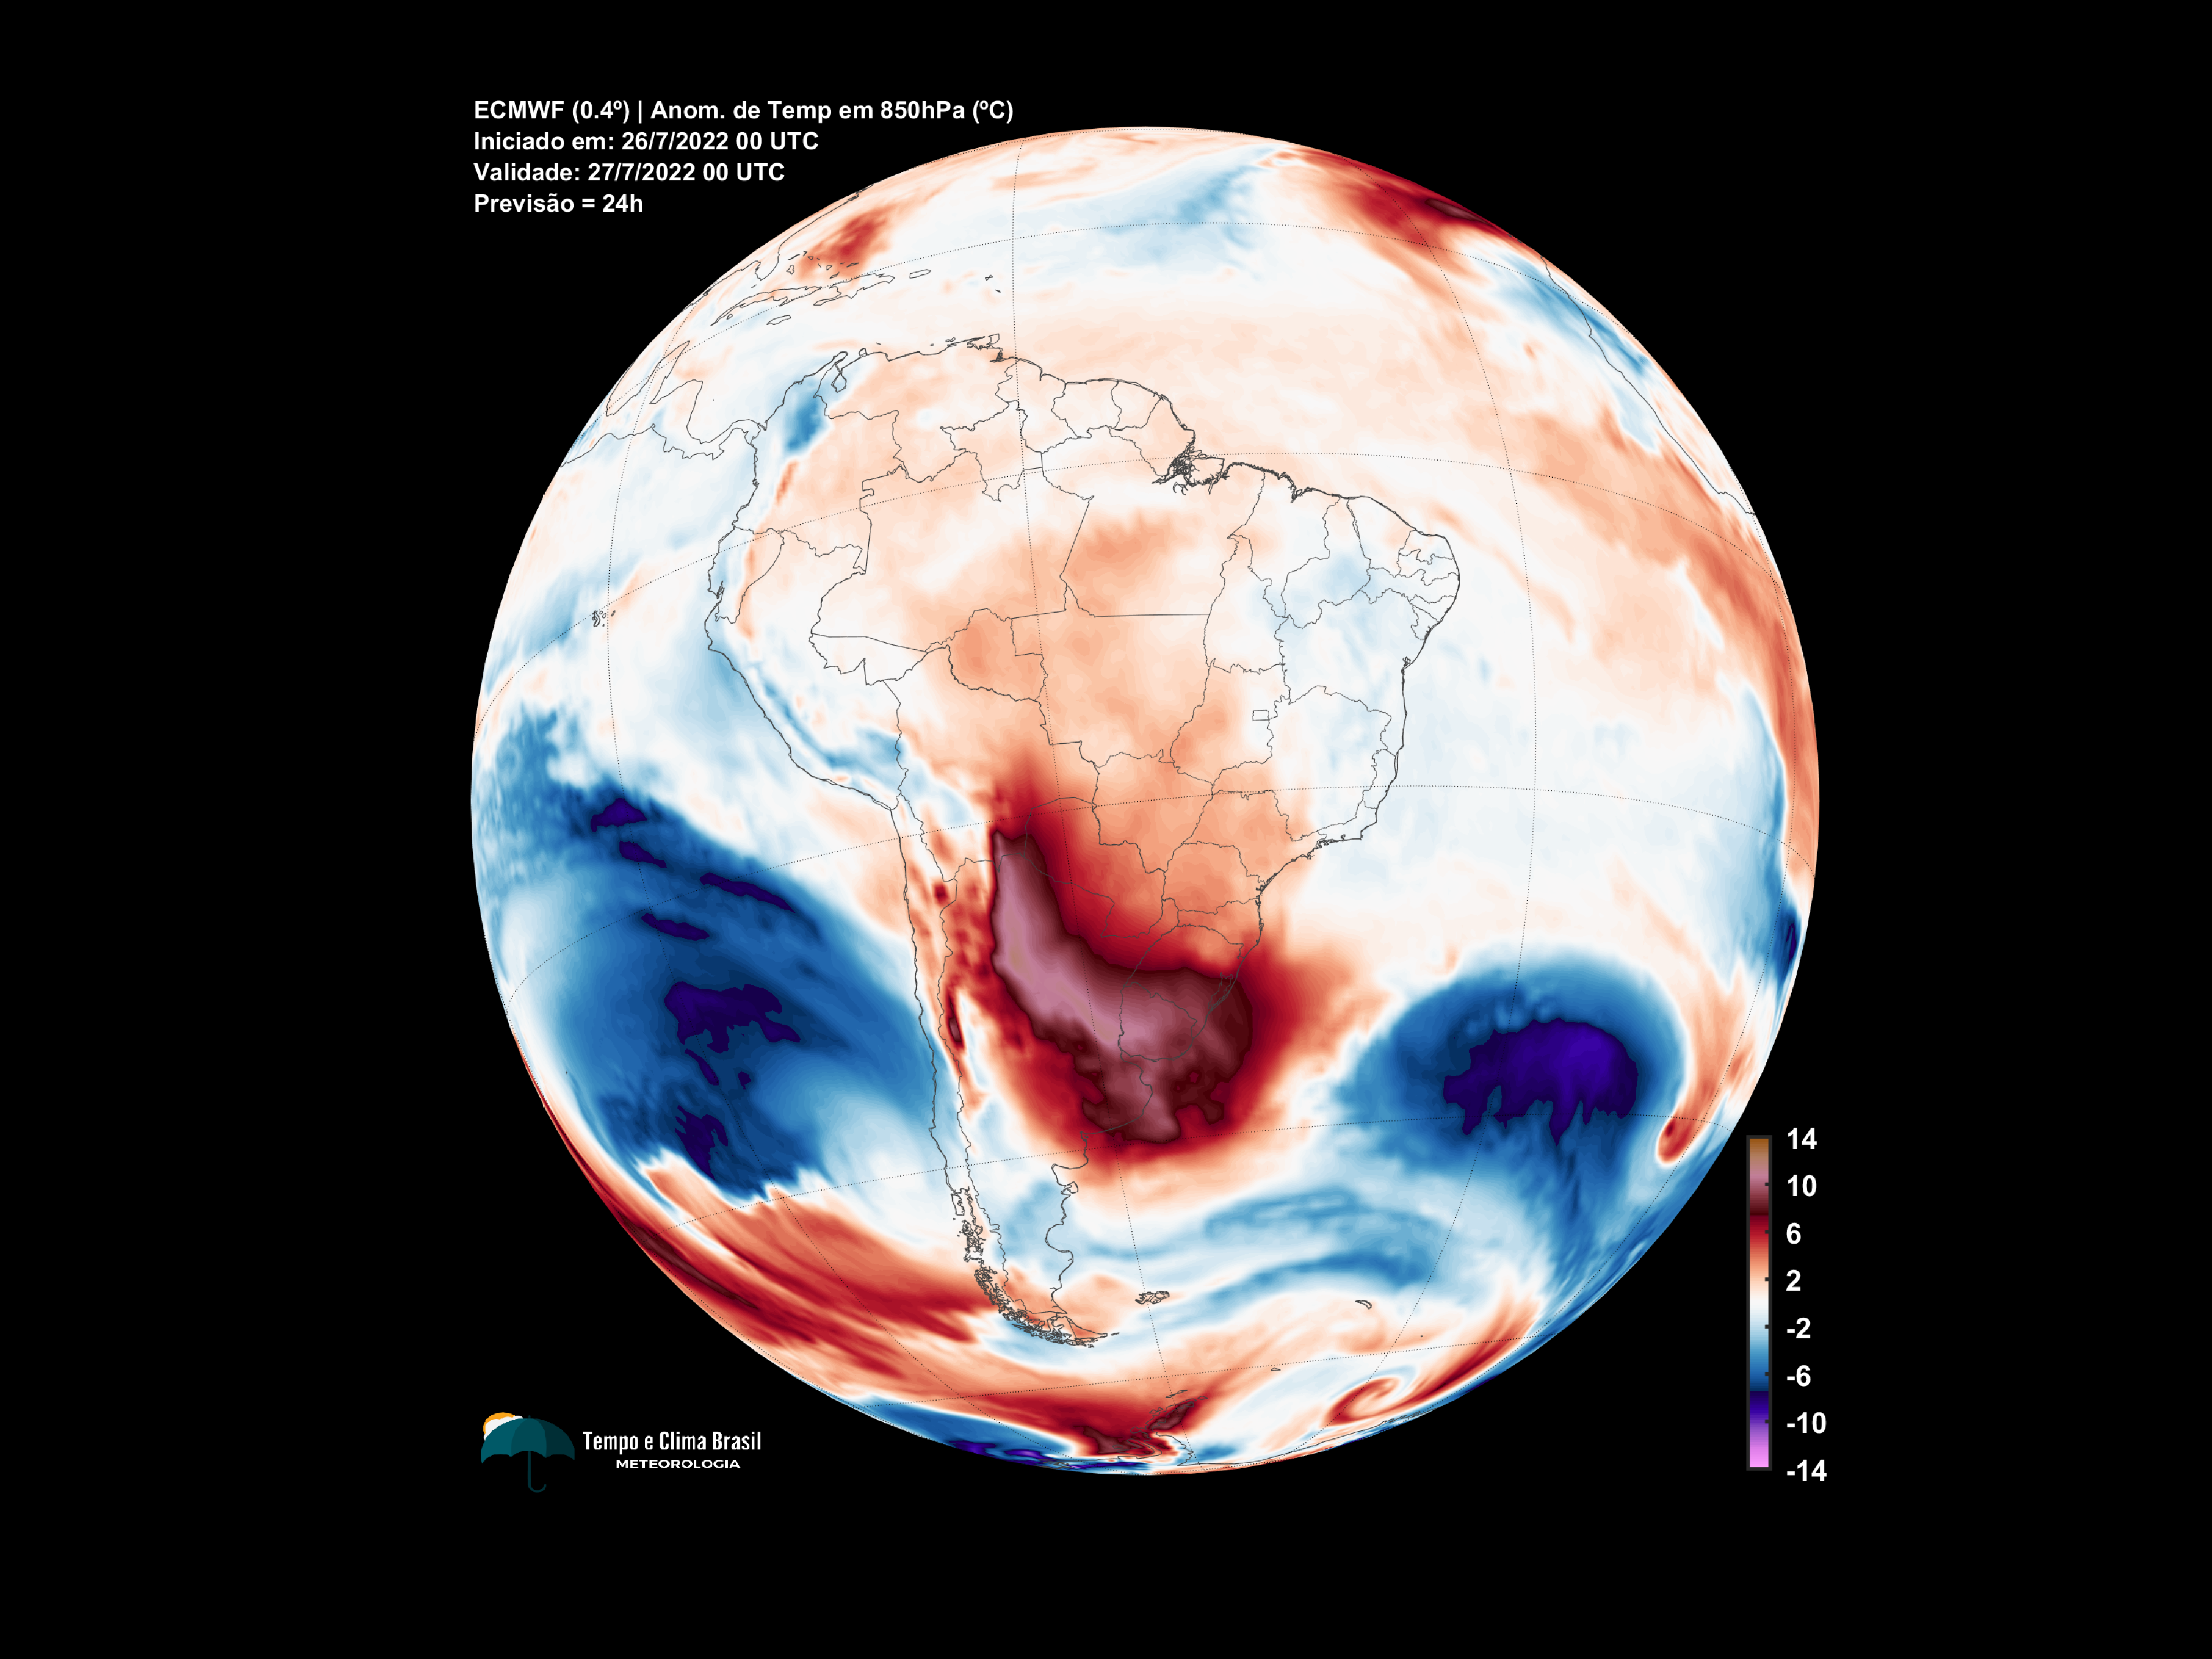 ECMWF (0.4º) | Anom. de Temp em 850hPa (ºC)
Iniciado em: 26/7/2022 00 UTC
Validade: 27/7/2022 00 UTC
Previsão = 24h
14
10
6
2
-2
-6
-10
-14
Tempo e Clima Brasil
METEOROLOGIA